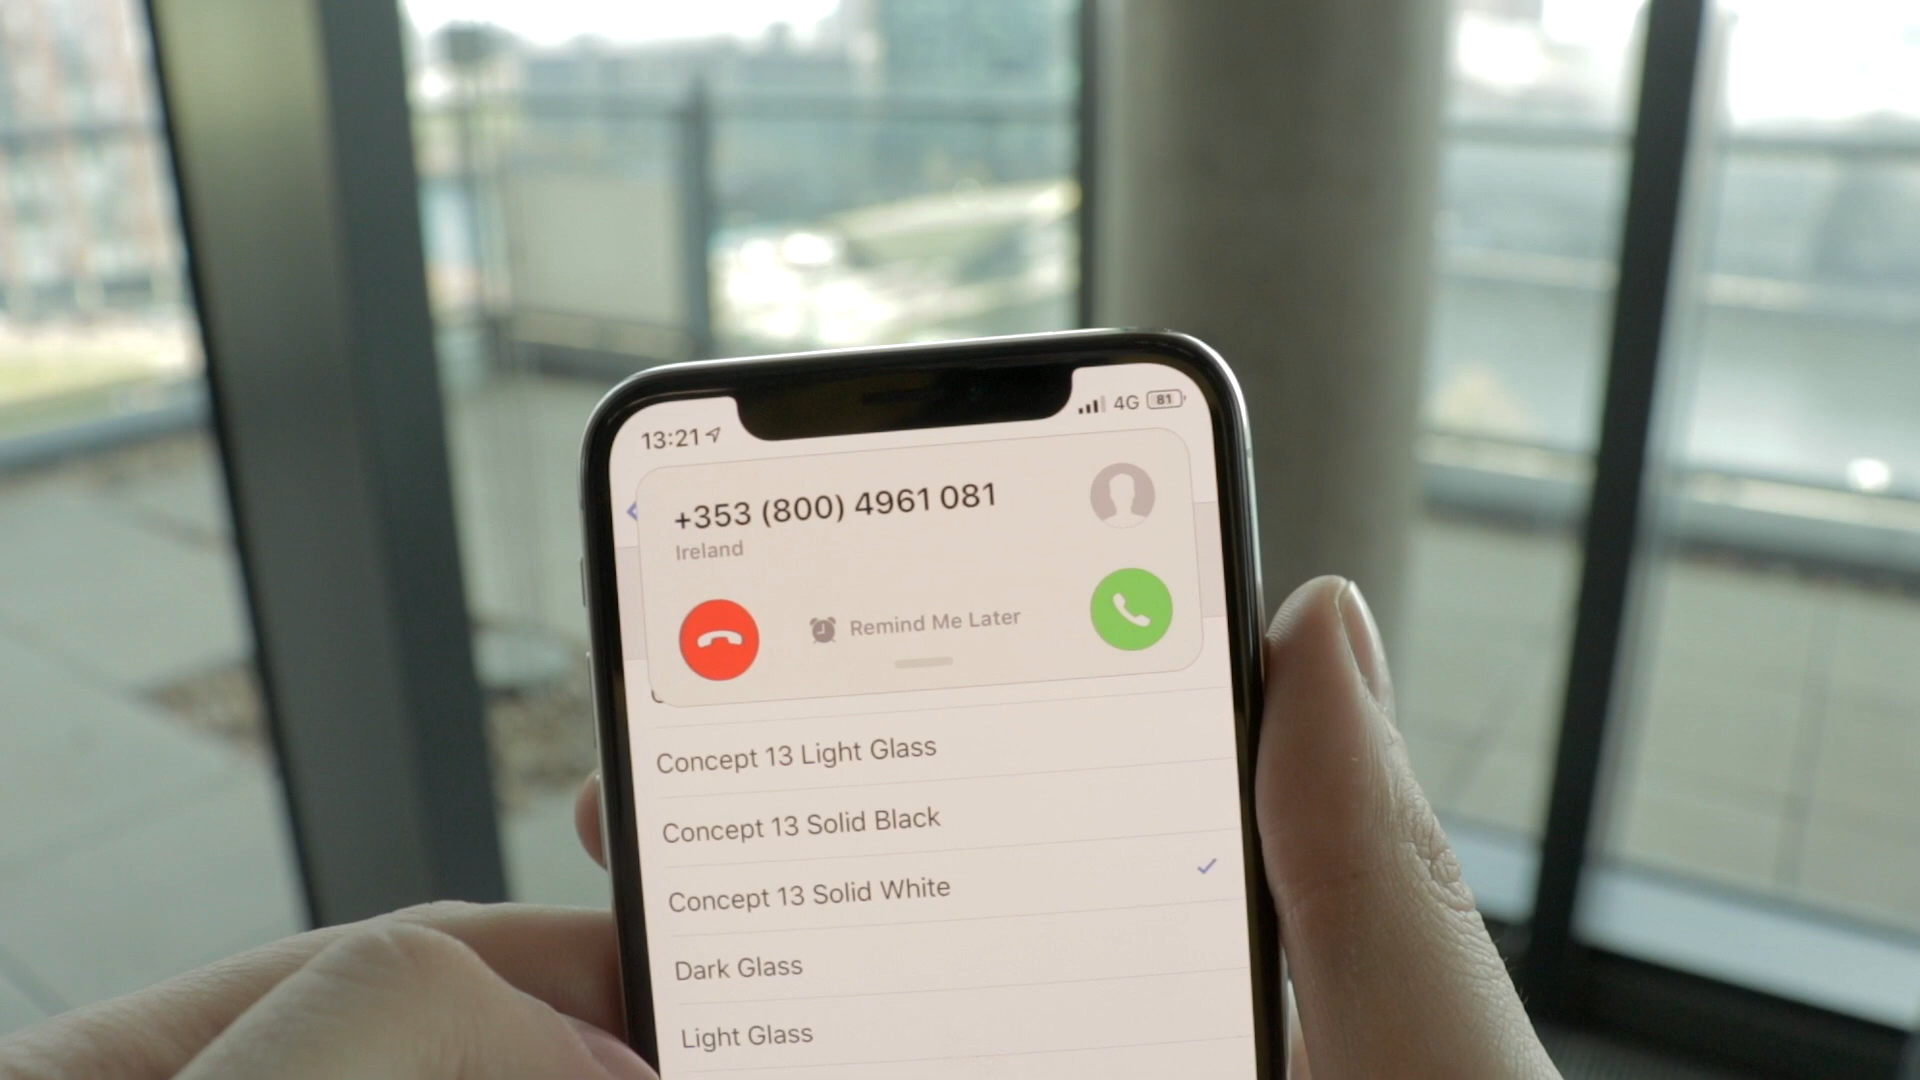 13:21
4G 81
+353 (800) 4961 081
Ireland
Remind Me Later
Concept 13 Light Glass
Concept 13 Solid Black
Concept 13 Solid White
Dark Glass
Light Glass